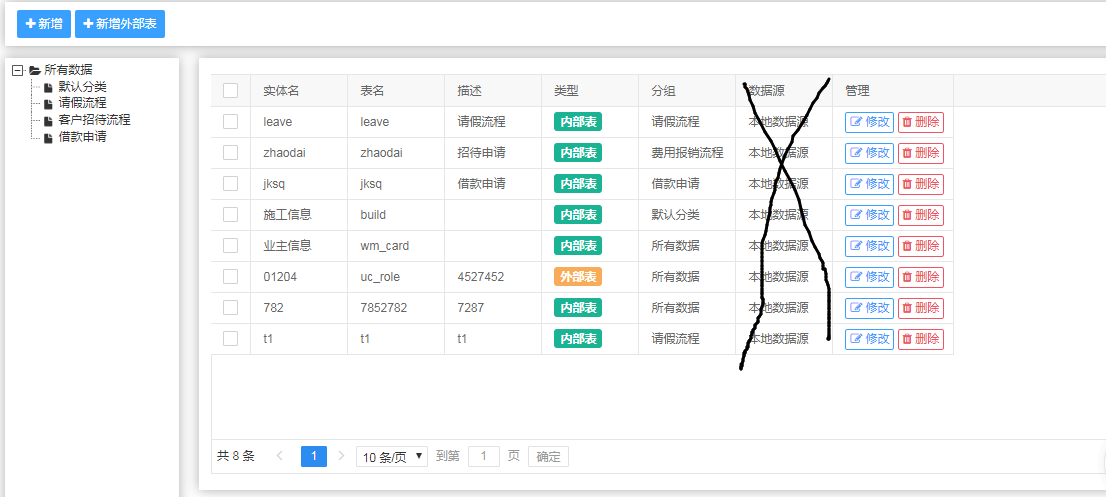 新增 新增外部表
所有数据
默认分类
请假流程
客户招待流程
借款申请
实体名 表名 描述 类型 分组 数据源 管理
leave leave 请假流程 内部表 请假流程 本地数据源 修改 删除
zhaodai zhaodai 招待申请 内部表 费用报销流程 本地数据源 修改 删除
jksq jksq 借款申请 内部表 借款申请 本地数据源 修改 删除
施工信息 build 内部表 默认分类 本地数据源 修改 删除
业主信息 wm_card 内部表 所有数据 本地数据源 修改 删除
01204 uc_role 4527452 外部表 所有数据 本地数据源 修改 删除
782 7852782 7287 内部表 所有数据 本地数据源 修改 删除
t1 t1 t1 内部表 请假流程 本地数据源 修改 删除
共 8 条 1 10 条/页 到第 1 页 确定